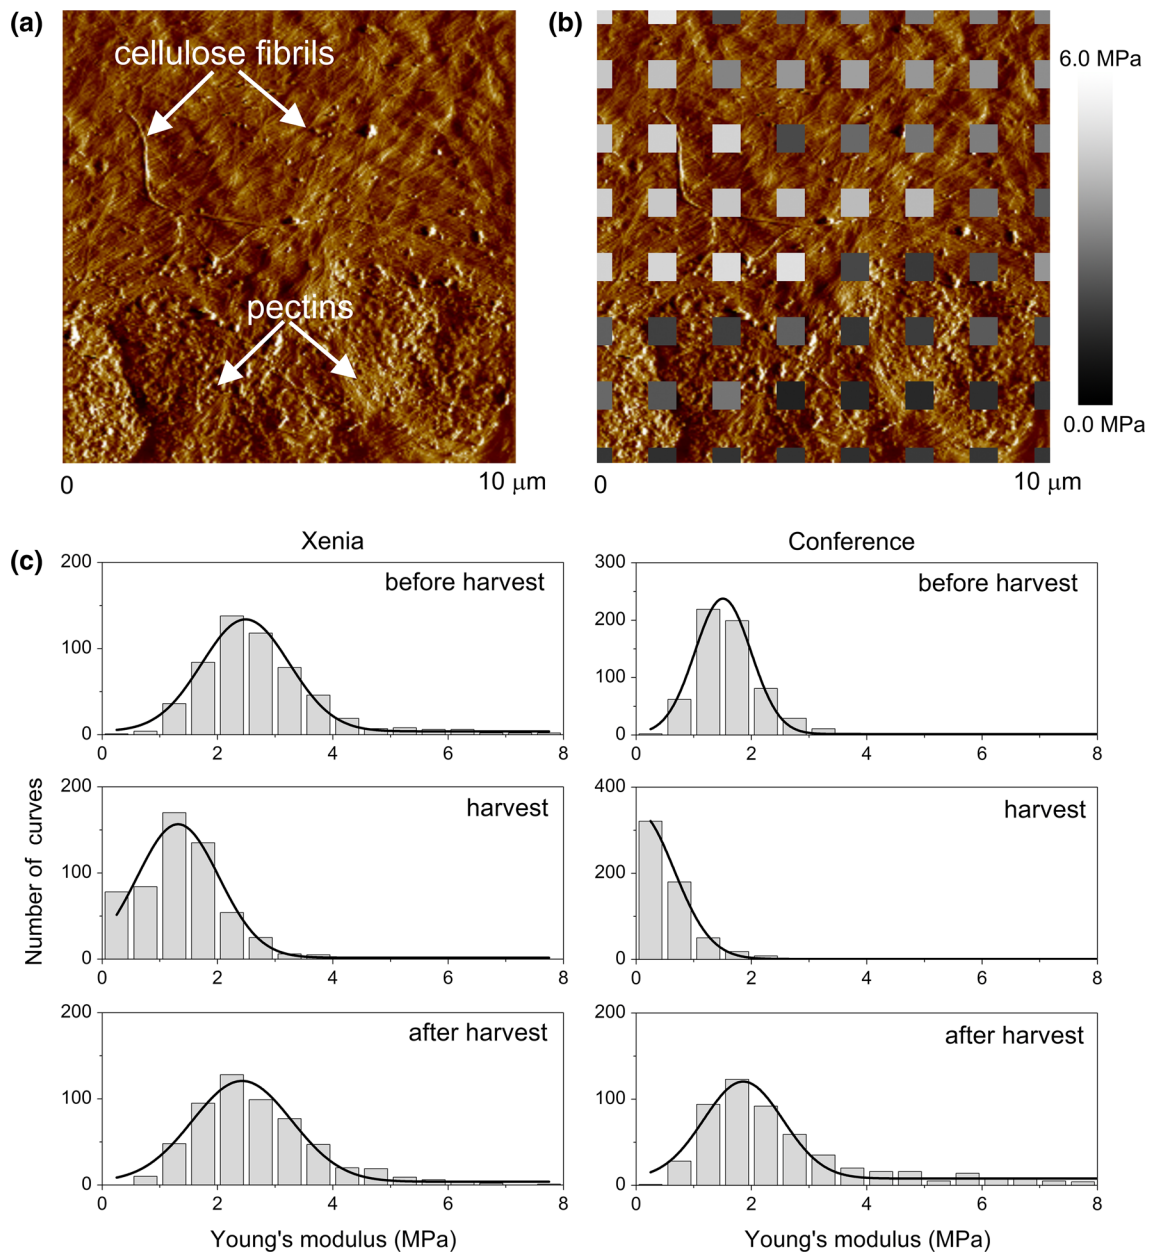 (a)
cellulose fibrils
pectins
0
10 μm
(b)
6.0 MPa
0.0 MPa
0
10 μm
(c)
Number of curves
Xenia
before harvest
200
100
0
0 2 4 6 8
harvest
200
100
0
0 2 4 6 8
after harvest
200
100
0
0 2 4 6 8
Young's modulus (MPa)
Conference
before harvest
300
200
100
0
0 2 4 6 8
harvest
400
200
0
0 2 4 6 8
after harvest
200
100
0
0 2 4 6 8
Young's modulus (MPa)